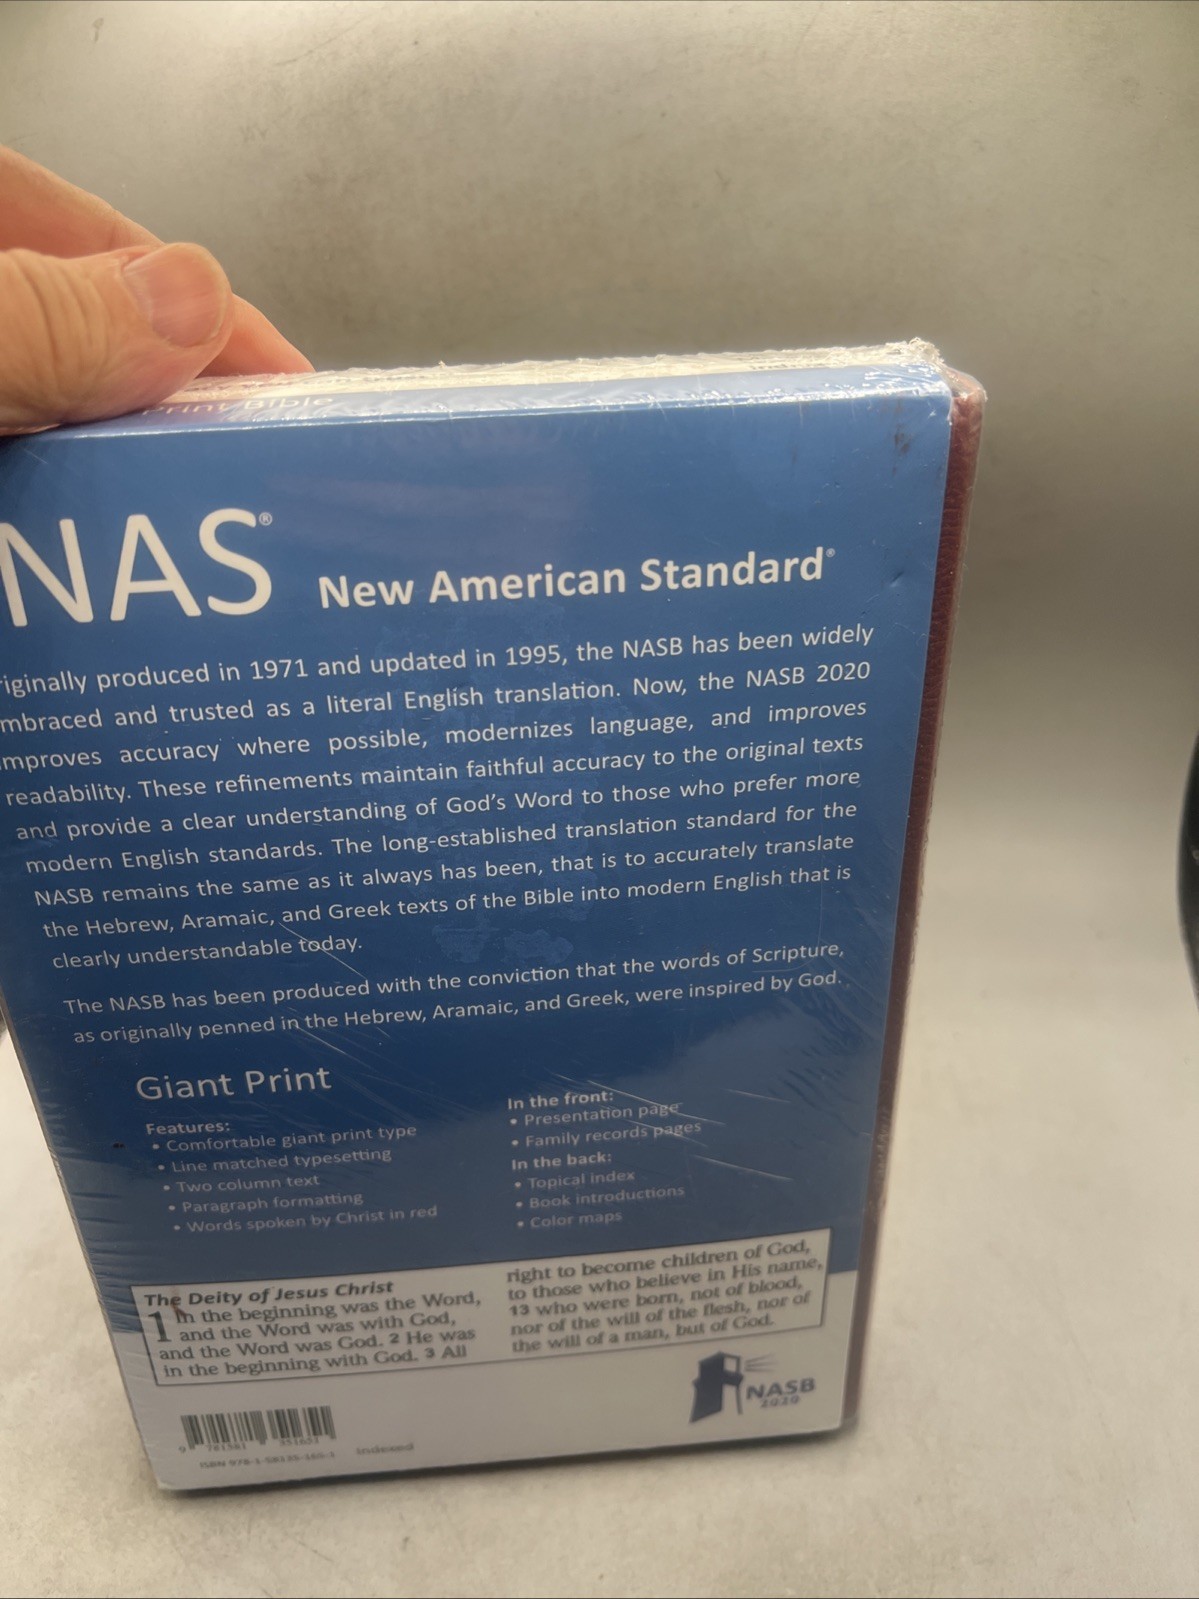 Print Bible
NAS®
New American Standard®
riginally produced in 1971 and updated in 1995, the NASB has been widely
mbraced and trusted as a literal English translation. Now, the NASB 2020
mproves accuracy where possible, modernizes language, and improves
readability. These refinements maintain faithful accuracy to the original texts
and provide a clear understanding of God's Word to those who prefer more
modern English standards. The long-established translation standard for the
NASB remains the same as it always has been, that is to accurately translate
the Hebrew, Aramaic, and Greek texts of the Bible into modern English that is
clearly understandable today.
The NASB has been produced with the conviction that the words of Scripture,
as originally penned in the Hebrew, Aramaic, and Greek, were inspired by God.
Giant Print
Features:
• Comfortable giant print type
• Line matched typesetting
• Two column text
• Paragraph formatting
• Words spoken by Christ in red
In the front:
• Presentation page
• Family records pages
In the back:
• Topical index
• Book introductions
• Color maps
The Deity of Jesus Christ
1 In the beginning was the Word,
and the Word was with God,
and the Word was God. 2 He was
in the beginning with God. 3 All
right to become children of God,
to those who believe in His name,
13 who were born, not of blood,
nor of the will of the flesh, nor of
the will of a man, but of God.
NASB
2020
9 781581 351651
ISBN 978-1-58135-165-1
Indexed